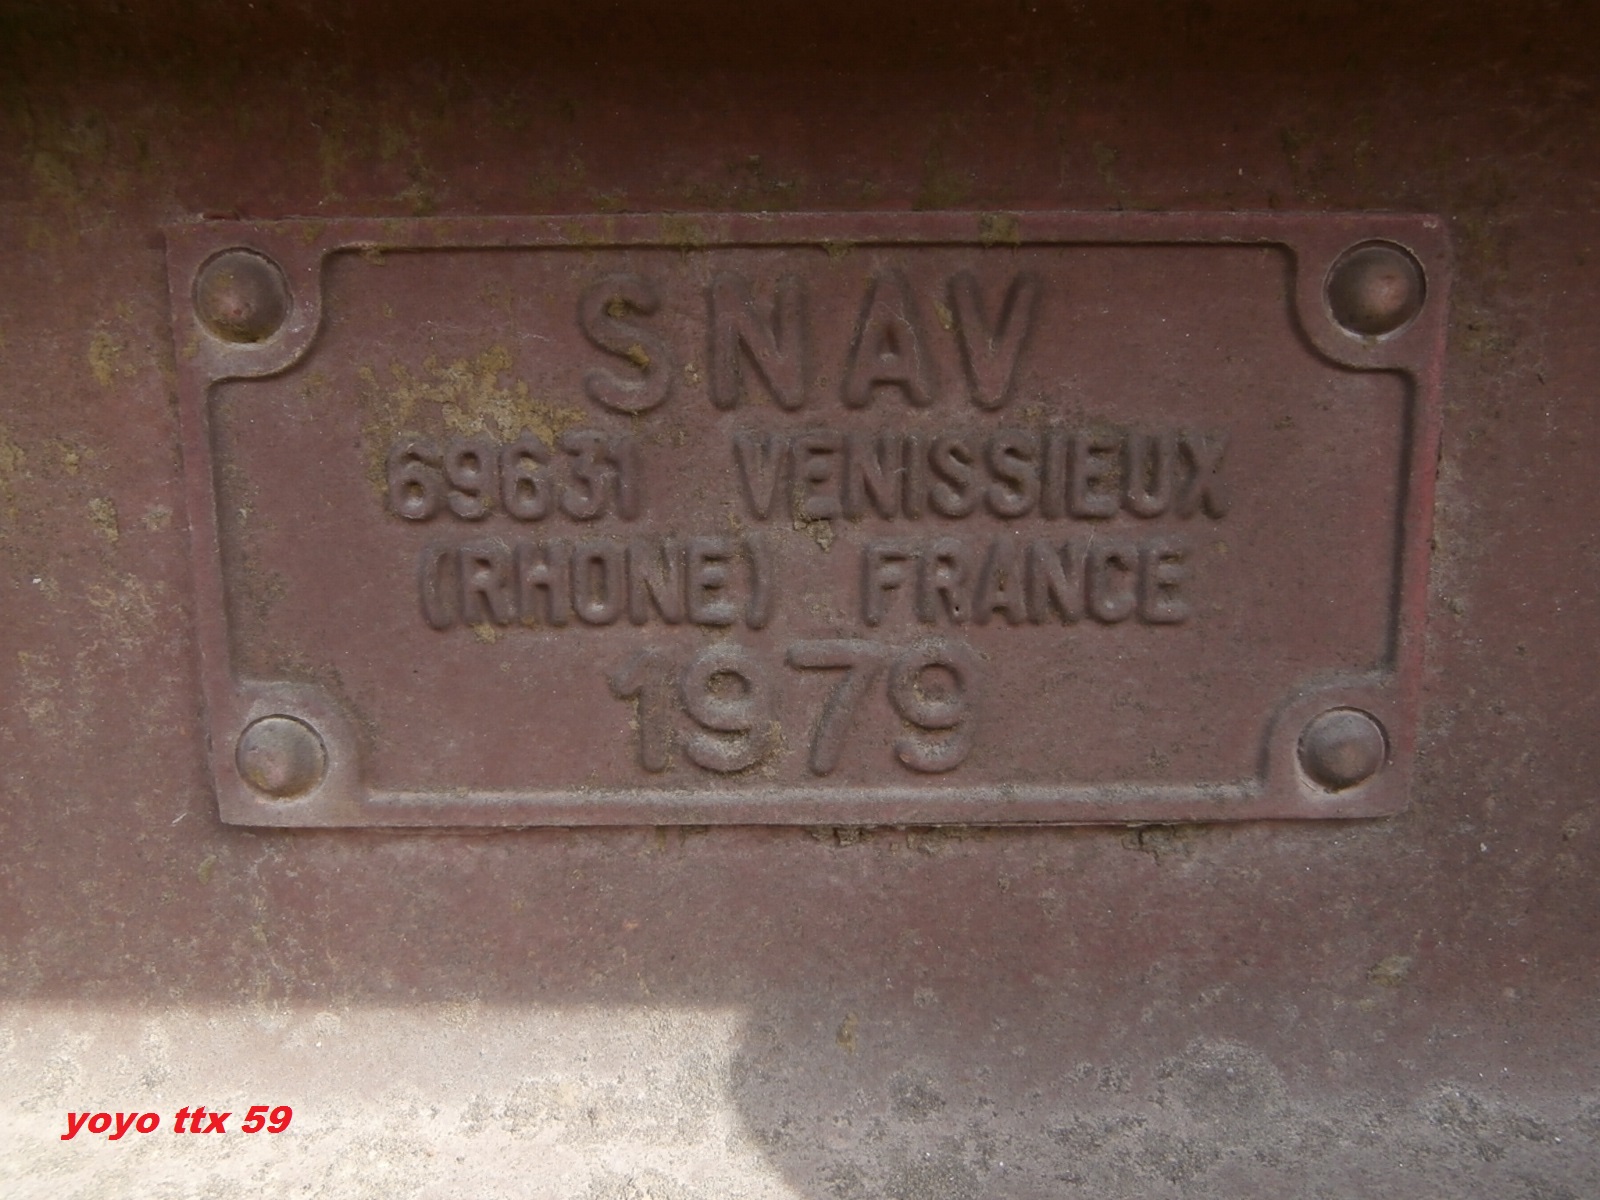 SNAV
69631 VENISSIEUX
(RHONE) FRANCE
1979
yoyo ttx 59